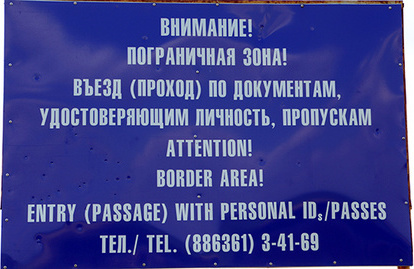 ВНИМАНИЕ!
ПОГРАНИЧНАЯ ЗОНА!
ВЪЕЗД (ПРОХОД) ПО ДОКУМЕНТАМ,
УДОСТОВЕРЯЮЩИМ ЛИЧНОСТЬ, ПРОПУСКАМ
ATTENTION!
BORDER AREA!
ENTRY (PASSAGE) WITH PERSONAL IDs/PASSES
ТЕЛ./ TEL. (886361) 3-41-69